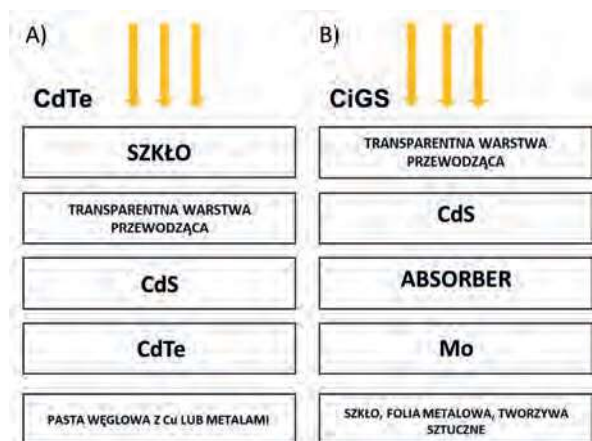 A)
CdTe
SZKŁO
TRANSPARENTNA WARSTWA
PRZEWODZĄCA
CdS
CdTe
PASTA WĘGLOWA Z Cu LUB METALAMI
B)
CiGS
TRANSPARENTNA WARSTWA
PRZEWODZĄCA
CdS
ABSORBER
Mo
SZKŁO, FOLIA METALOWA, TWORZYWA
SZTUCZNE